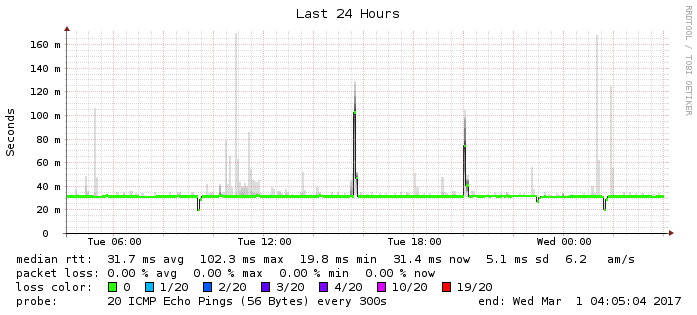 Last 24 Hours
RRDTOOL / TOBI OETIKER
Seconds
160 m
140 m
120 m
100 m
80 m
60 m
40 m
20 m
0
Tue 06:00 Tue 12:00 Tue 18:00 Wed 00:00
median rtt: 31.7 ms avg 102.3 ms max 19.8 ms min 31.4 ms now 5.1 ms sd 6.2 am/s
packet loss: 0.00 % avg 0.00 % max 0.00 % min 0.00 % now
loss color: 0 1/20 2/20 3/20 4/20 10/20 19/20
probe: 20 ICMP Echo Pings (56 Bytes) every 300s end: Wed Mar 1 04:05:04 2017